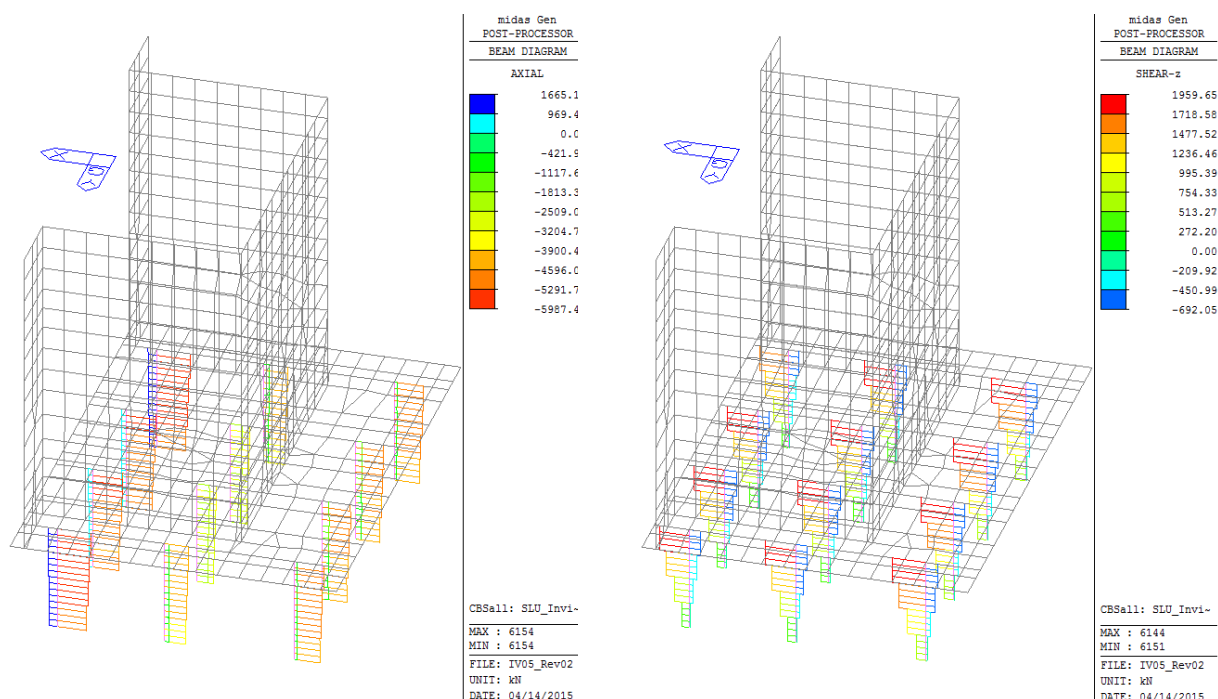 midas Gen
POST-PROCESSOR
BEAM DIAGRAM
AXIAL
1665.1
969.4
0.0
-421.9
-1117.6
-1813.3
-2509.0
-3204.7
-3900.4
-4596.0
-5291.7
-5987.4
CBSall: SLU_Invi~
MAX : 6154
MIN : 6154
FILE: IV05_Rev02
UNIT: kN
DATE: 04/14/2015
X
Y
midas Gen
POST-PROCESSOR
BEAM DIAGRAM
SHEAR-z
1959.65
1718.58
1477.52
1236.46
995.39
754.33
513.27
272.20
0.00
-209.92
-450.99
-692.05
CBSall: SLU_Invi~
MAX : 6144
MIN : 6151
FILE: IV05_Rev02
UNIT: kN
DATE: 04/14/2015
X
Y